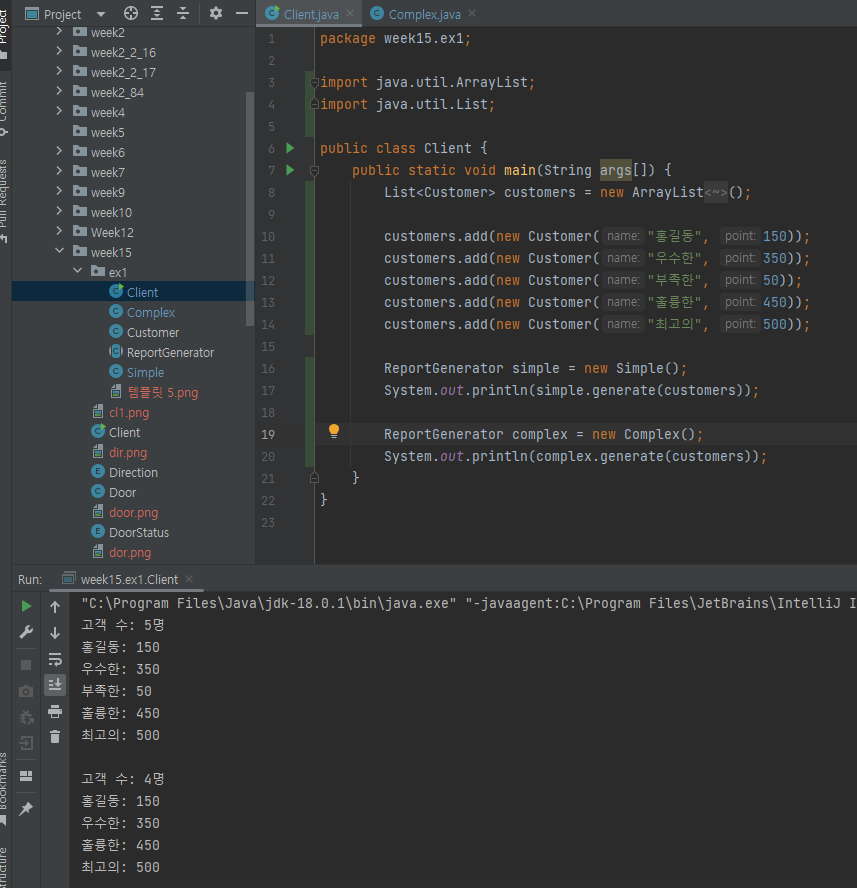 Project
Client.java
Complex.java
Project
Commit
Pull Requests
week2
week2_2_16
week2_2_17
week2_84
week4
week5
week6
week7
week9
week10
Week12
week15
ex1
Client
Complex
Customer
ReportGenerator
Simple
템플릿 5.png
cl1.png
Client
dir.png
Direction
Door
door.png
DoorStatus
dor.png
1 package week15.ex1;
2
3 import java.util.ArrayList;
4 import java.util.List;
5
6 public class Client {
7 public static void main(String args[]) {
8 List<Customer> customers = new ArrayList<~>();
9
10 customers.add(new Customer( name: "홍길동", point: 150));
11 customers.add(new Customer( name: "우수한", point: 350));
12 customers.add(new Customer( name: "부족한", point: 50));
13 customers.add(new Customer( name: "훌륭한", point: 450));
14 customers.add(new Customer( name: "최고의", point: 500));
15
16 ReportGenerator simple = new Simple();
17 System.out.println(simple.generate(customers));
18
19 ReportGenerator complex = new Complex();
20 System.out.println(complex.generate(customers));
21 }
22 }
23
Run: week15.ex1.Client
"C:\Program Files\Java\jdk-18.0.1\bin\java.exe" "-javaagent:C:\Program Files\JetBrains\IntelliJ I
고객 수: 5명
홍길동: 150
우수한: 350
부족한: 50
훌륭한: 450
최고의: 500
고객 수: 4명
홍길동: 150
우수한: 350
훌륭한: 450
최고의: 500
Bookmarks